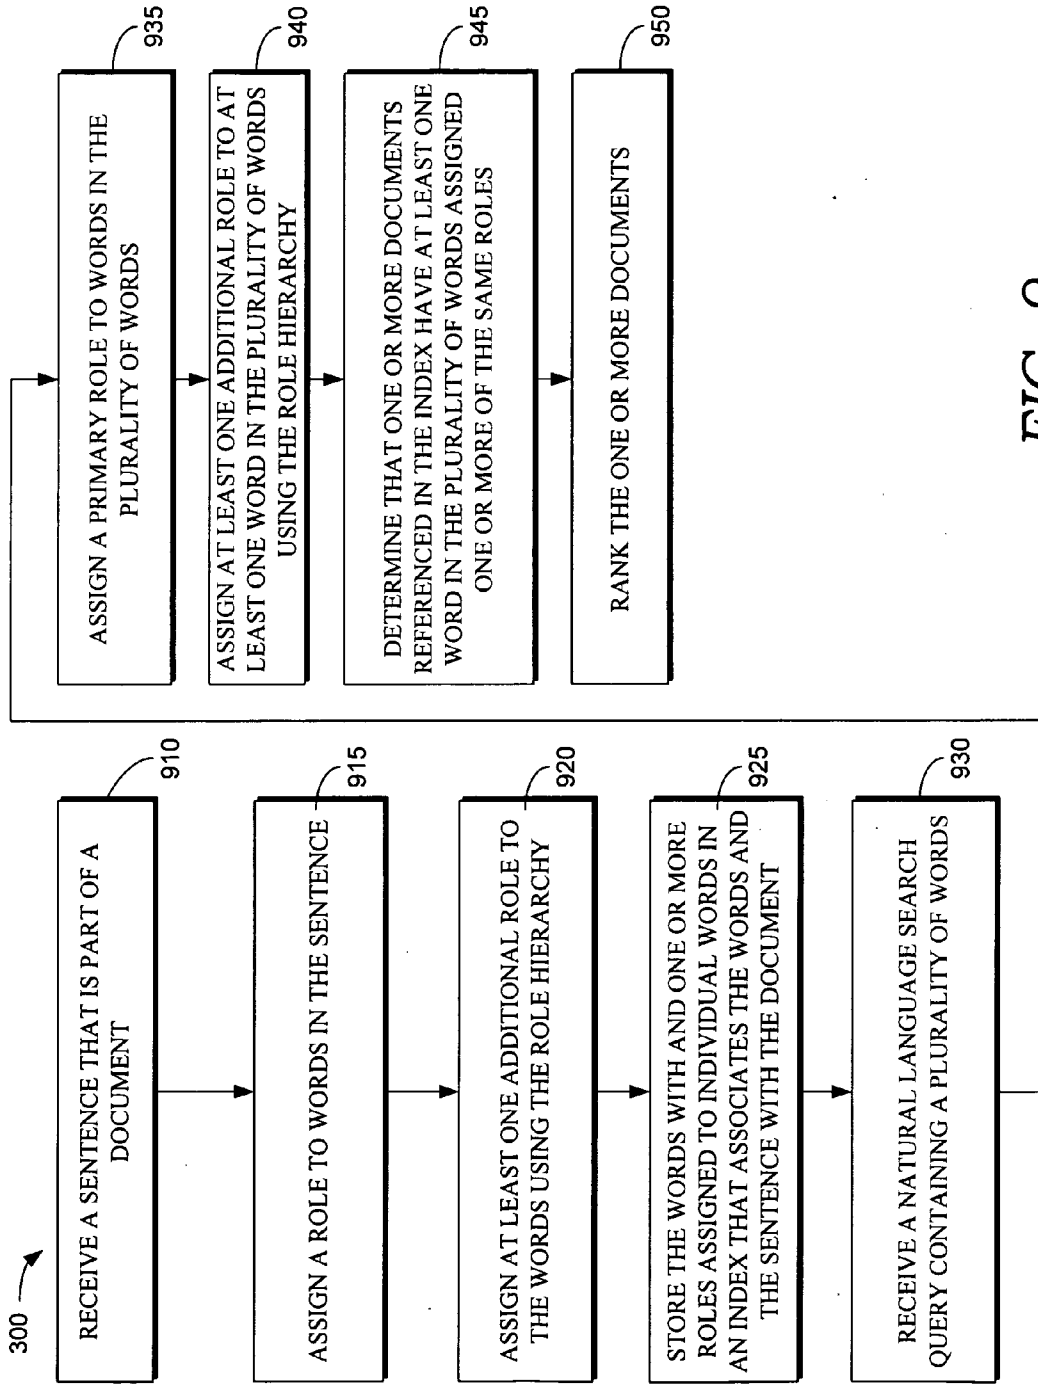 300
910
RECEIVE A SENTENCE THAT IS PART OF A
DOCUMENT
915
ASSIGN A ROLE TO WORDS IN THE SENTENCE
920
ASSIGN AT LEAST ONE ADDITIONAL ROLE TO
THE WORDS USING THE ROLE HIERARCHY
925
STORE THE WORDS WITH AND ONE OR MORE
ROLES ASSIGNED TO INDIVIDUAL WORDS IN
AN INDEX THAT ASSOCIATES THE WORDS AND
THE SENTENCE WITH THE DOCUMENT
930
RECEIVE A NATURAL LANGUAGE SEARCH
QUERY CONTAINING A PLURALITY OF WORDS
935
ASSIGN A PRIMARY ROLE TO WORDS IN THE
PLURALITY OF WORDS
940
ASSIGN AT LEAST ONE ADDITIONAL ROLE TO AT
LEAST ONE WORD IN THE PLURALITY OF WORDS
USING THE ROLE HIERARCHY
945
DETERMINE THAT ONE OR MORE DOCUMENTS
REFERENCED IN THE INDEX HAVE AT LEAST ONE
WORD IN THE PLURALITY OF WORDS ASSIGNED
ONE OR MORE OF THE SAME ROLES
950
RANK THE ONE OR MORE DOCUMENTS